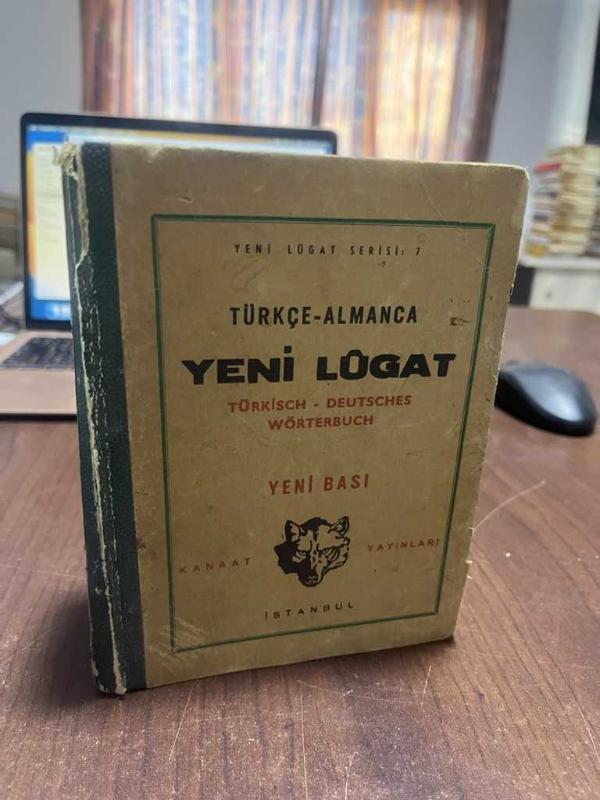 YENİ LÛGAT SERİSİ: 7
TÜRKÇE-ALMANCA
YENİ LÛGAT
TÜRKİSCH - DEUTSCHES
WÖRTERBUCH
YENİ BASI
KANAAT YAYINLARI
İSTANBUL